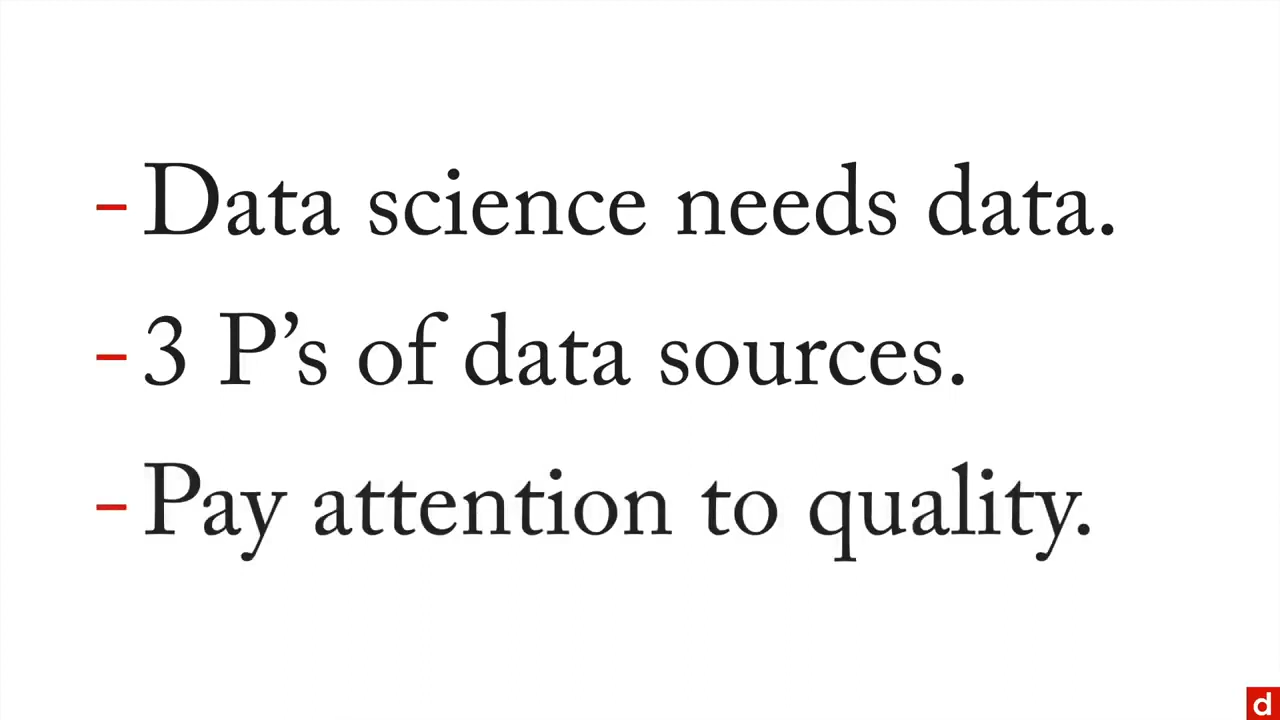 - Data science needs data.
- 3 P’s of data sources.
- Pay attention to quality.
d